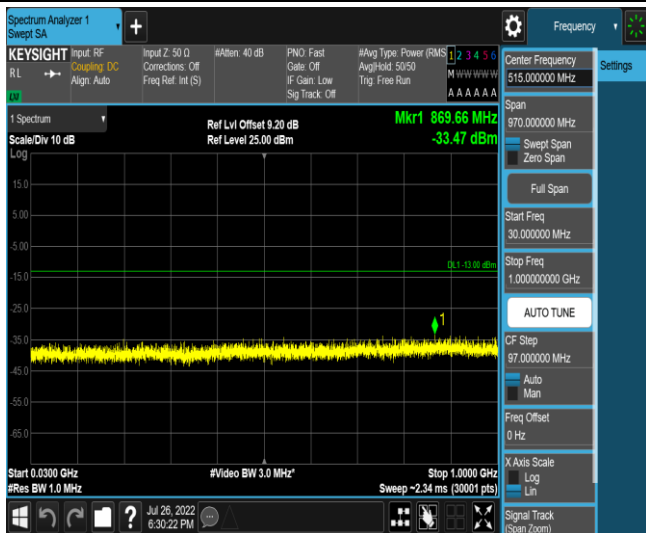 Spectrum Analyzer 1
Swept SA
Frequency
KEYSIGHT
Input: RF
Coupling: DC
Align: Auto
RL
Input Z: 50 Ω
Corrections: Off
Freq Ref: Int (S)
#Atten: 40 dB
PNO: Fast
Gate: Off
IF Gain: Low
Sig Track: Off
#Avg Type: Power (RMS
Avg|Hold: 50/50
Trig: Free Run
1 2 3 4 5 6
M W W W W W
A A A A A A
1 Spectrum
Scale/Div 10 dB
Log
Ref Lvl Offset 9.20 dB
Ref Level 25.00 dBm
Mkr1 869.66 MHz
-33.47 dBm
15.0
5.00
-5.00
DL1 -13.00 dBm
-15.0
-25.0
1
-35.0
-45.0
-55.0
-65.0
Start 0.0300 GHz
#Res BW 1.0 MHz
#Video BW 3.0 MHz*
Stop 1.0000 GHz
Sweep ~2.34 ms (30001 pts)
Jul 26, 2022
6:30:22 PM
Center Frequency
515.000000 MHz
Settings
Span
970.000000 MHz
Swept Span
Zero Span
Full Span
Start Freq
30.000000 MHz
Stop Freq
1.000000000 GHz
AUTO TUNE
CF Step
97.000000 MHz
Auto
Man
Freq Offset
0 Hz
X Axis Scale
Log
Lin
Signal Track
(Span Zoom)